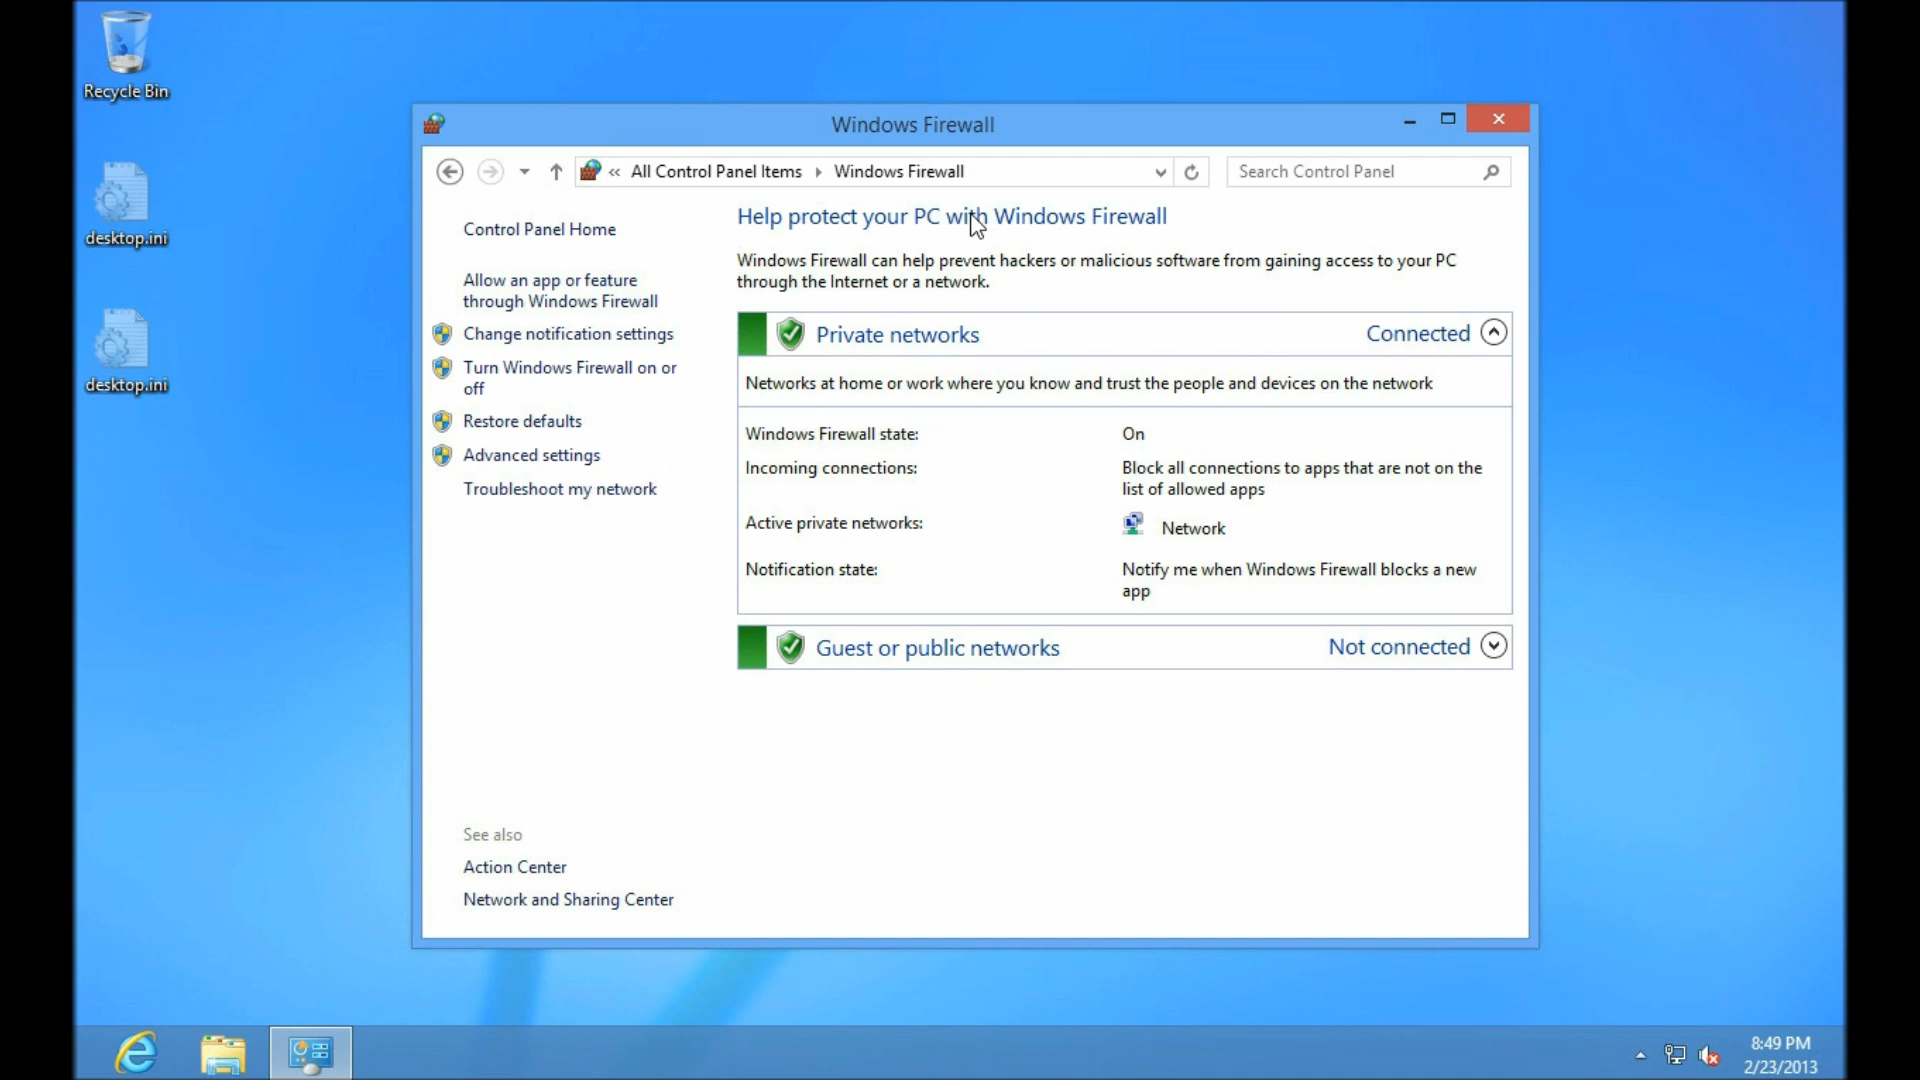 Recycle Bin
desktop.ini
desktop.ini
Windows Firewall
« All Control Panel Items Windows Firewall
Search Control Panel
Control Panel Home
Allow an app or feature
through Windows Firewall
Change notification settings
Turn Windows Firewall on or
off
Restore defaults
Advanced settings
Troubleshoot my network
See also
Action Center
Network and Sharing Center
Help protect your PC with Windows Firewall
Windows Firewall can help prevent hackers or malicious software from gaining access to your PC
through the Internet or a network.
Private networks Connected
Networks at home or work where you know and trust the people and devices on the network
Windows Firewall state: On
Incoming connections: Block all connections to apps that are not on the
list of allowed apps
Active private networks: Network
Notification state: Notify me when Windows Firewall blocks a new
app
Guest or public networks Not connected
8:49 PM
2/23/2013